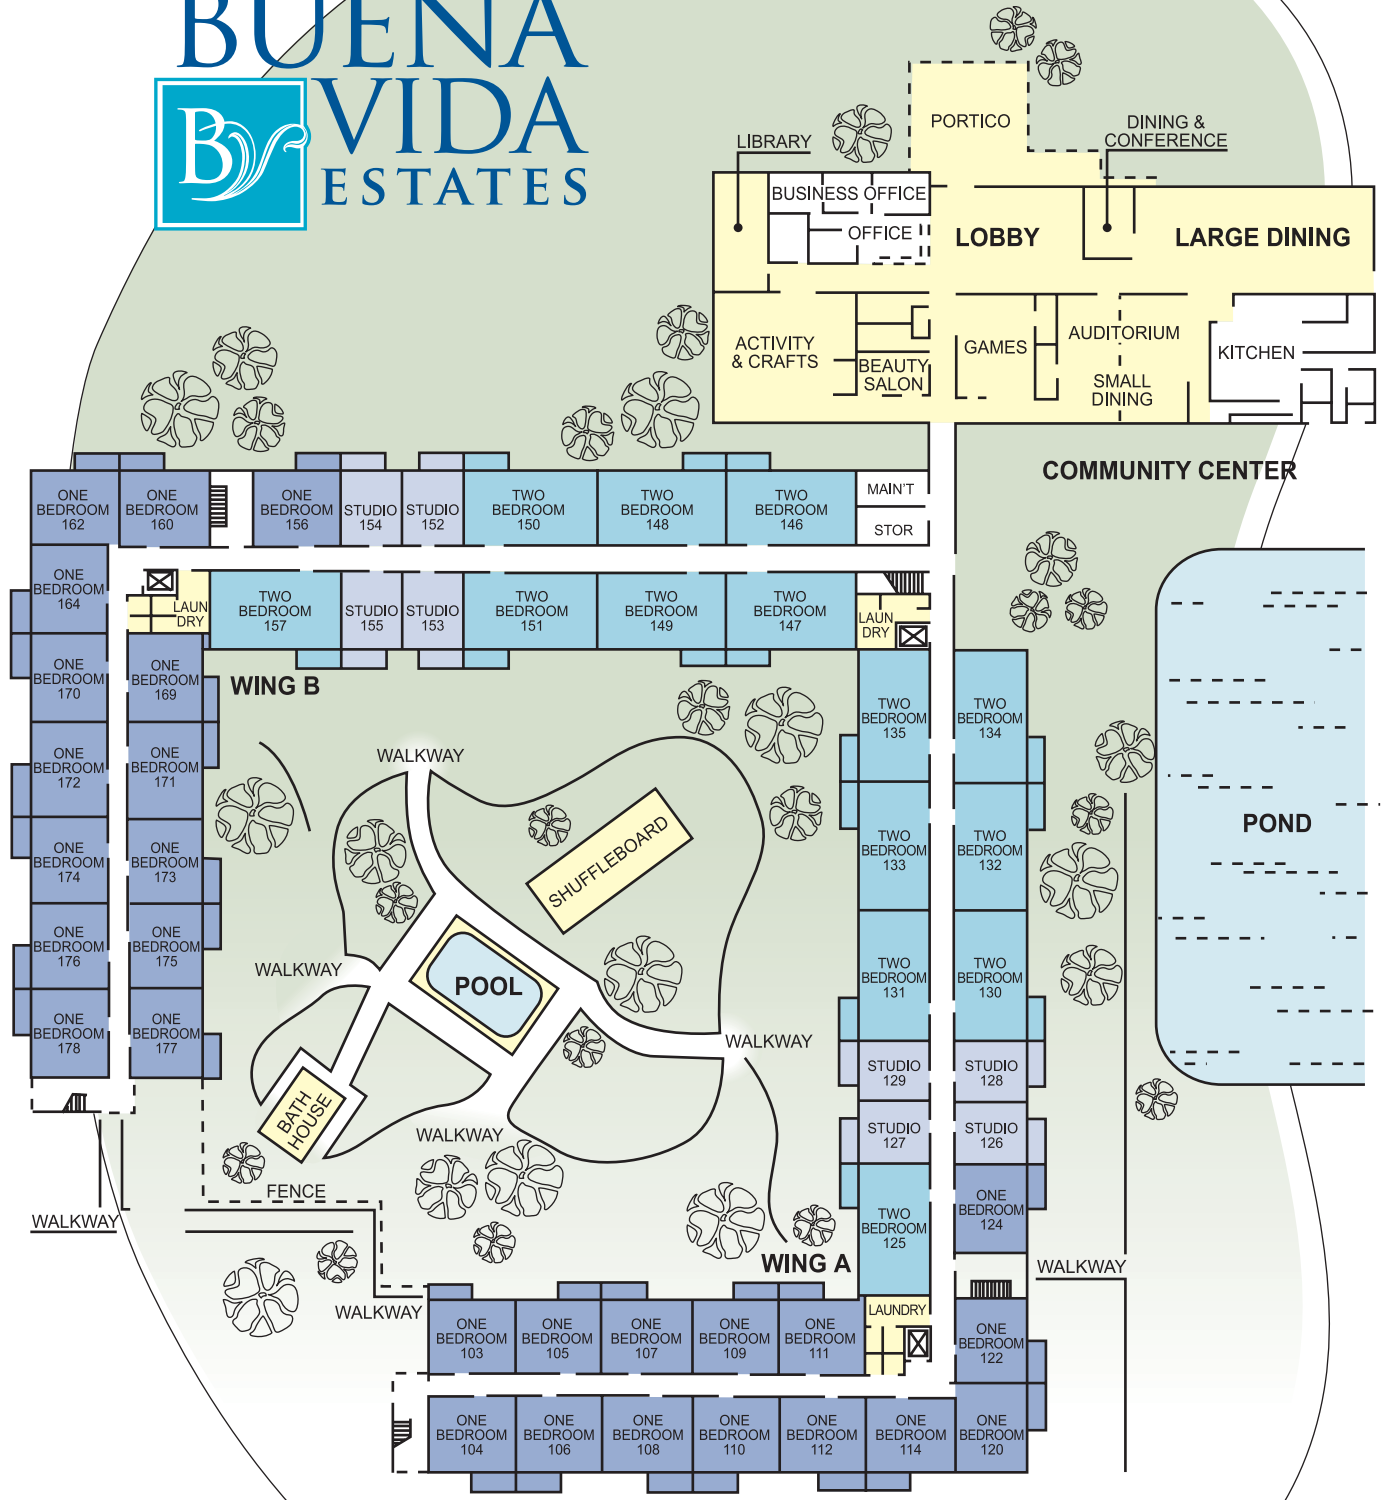 BUENA
VIDA
ESTATES
BV
PORTICO
DINING &
CONFERENCE
LIBRARY
BUSINESS OFFICE
OFFICE
LOBBY
LARGE DINING
ACTIVITY
& CRAFTS
BEAUTY
SALON
GAMES
AUDITORIUM
SMALL
DINING
KITCHEN
COMMUNITY CENTER
ONE
BEDROOM
162
ONE
BEDROOM
160
ONE
BEDROOM
156
STUDIO
154
STUDIO
152
TWO
BEDROOM
150
TWO
BEDROOM
148
TWO
BEDROOM
146
MAIN'T
STOR
ONE
BEDROOM
164
LAUN
DRY
TWO
BEDROOM
157
STUDIO
155
STUDIO
153
TWO
BEDROOM
151
TWO
BEDROOM
149
TWO
BEDROOM
147
LAUN
DRY
ONE
BEDROOM
170
ONE
BEDROOM
169
WING B
ONE
BEDROOM
172
ONE
BEDROOM
171
ONE
BEDROOM
174
ONE
BEDROOM
173
ONE
BEDROOM
176
ONE
BEDROOM
175
ONE
BEDROOM
178
ONE
BEDROOM
177
WALKWAY
SHUFFLEBOARD
WALKWAY
POOL
WALKWAY
BATH
HOUSE
WALKWAY
FENCE
WALKWAY
WALKWAY
TWO
BEDROOM
135
TWO
BEDROOM
134
TWO
BEDROOM
133
TWO
BEDROOM
132
TWO
BEDROOM
131
TWO
BEDROOM
130
STUDIO
129
STUDIO
128
STUDIO
127
STUDIO
126
TWO
BEDROOM
125
ONE
BEDROOM
124
POND
WING A
WALKWAY
LAUNDRY
ONE
BEDROOM
103
ONE
BEDROOM
105
ONE
BEDROOM
107
ONE
BEDROOM
109
ONE
BEDROOM
111
ONE
BEDROOM
122
ONE
BEDROOM
104
ONE
BEDROOM
106
ONE
BEDROOM
108
ONE
BEDROOM
110
ONE
BEDROOM
112
ONE
BEDROOM
114
ONE
BEDROOM
120